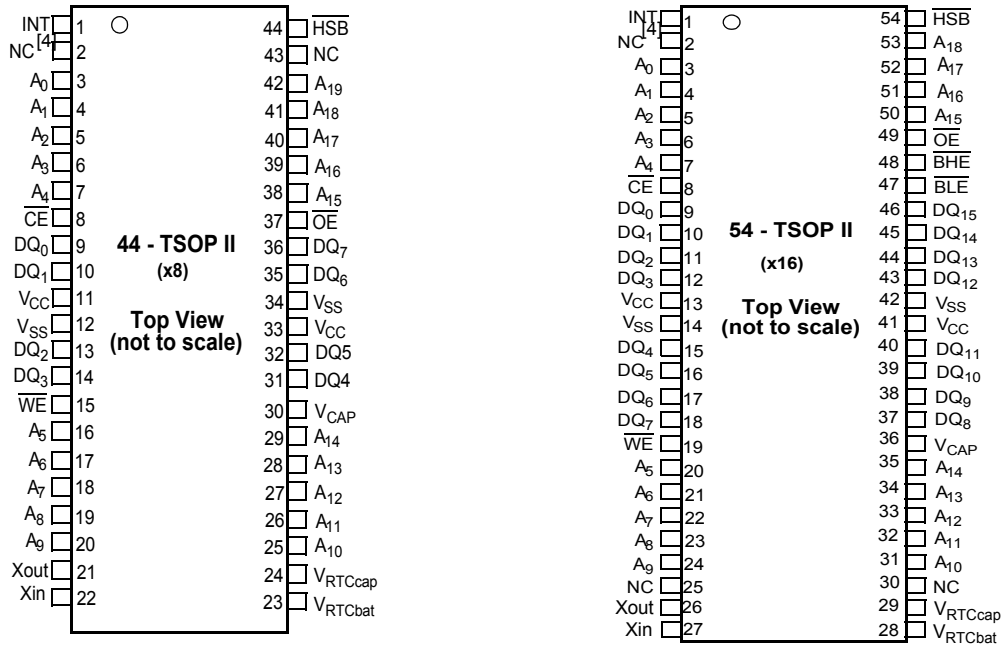 INT 1 44 HSB
[4]
NC 2 43 NC
A0 3 42 A19
A1 4 41 A18
A2 5 40 A17
A3 6 39 A16
A4 7 38 A15
CE 8 37 OE
DQ0 9 36 DQ7
DQ1 10 35 DQ6
VCC 11 34 VSS
VSS 12 33 VCC
DQ2 13 32 DQ5
DQ3 14 31 DQ4
WE 15 30 VCAP
A5 16 29 A14
A6 17 28 A13
A7 18 27 A12
A8 19 26 A11
A9 20 25 A10
Xout 21 24 VRTCcap
Xin 22 23 VRTCbat
44 - TSOP II
(x8)
Top View
(not to scale)
INT 1 54 HSB
[4]
NC 2 53 A18
A0 3 52 A17
A1 4 51 A16
A2 5 50 A15
A3 6 49 OE
A4 7 48 BHE
CE 8 47 BLE
DQ0 9 46 DQ15
DQ1 10 45 DQ14
DQ2 11 44 DQ13
DQ3 12 43 DQ12
VCC 13 42 VSS
VSS 14 41 VCC
DQ4 15 40 DQ11
DQ5 16 39 DQ10
DQ6 17 38 DQ9
DQ7 18 37 DQ8
WE 19 36 VCAP
A5 20 35 A14
A6 21 34 A13
A7 22 33 A12
A8 23 32 A11
A9 24 31 A10
NC 25 30 NC
Xout 26 29 VRTCcap
Xin 27 28 VRTCbat
54 - TSOP II
(x16)
Top View
(not to scale)